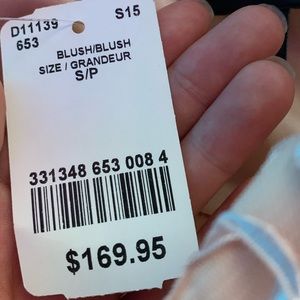 D11139 S15
653
BLUSH/BLUSH
SIZE / GRANDEUR
S/P
331348 653 008 4
$169.95